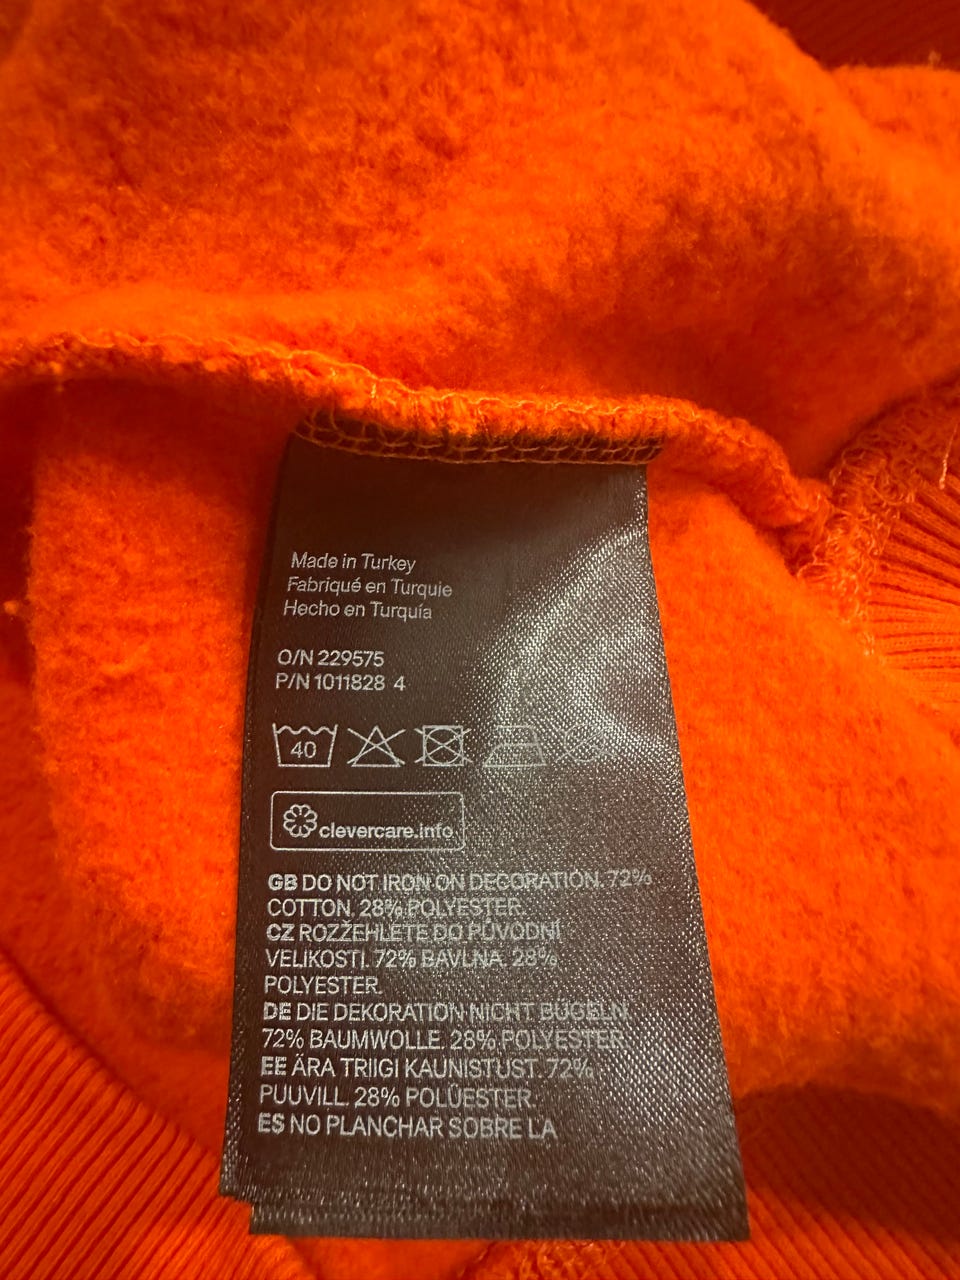 Made in Turkey
Fabriqué en Turquie
Hecho en Turquía
O/N 229575
P/N 1011828 4
40
clevercare.info
GB DO NOT IRON ON DECORATION. 72%
COTTON. 28% POLYESTER.
CZ ROZŽEHLETE DO PŮVODNÍ
VELIKOSTI. 72% BAVLNA. 28%
POLYESTER.
DE DIE DEKORATION NICHT BÜGELN.
72% BAUMWOLLE. 28% POLYESTER.
EE ÄRA TRIIGI KAUNISTUST. 72%
PUUVILL. 28% POLÜESTER.
ES NO PLANCHAR SOBRE LA